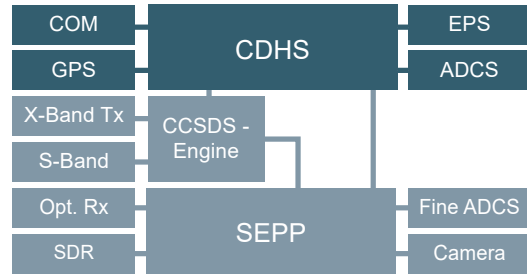 COM
CDHS
EPS
GPS
ADCS
X-Band Tx
CCSDS -
Engine
S-Band
Opt. Rx
SEPP
Fine ADCS
SDR
Camera